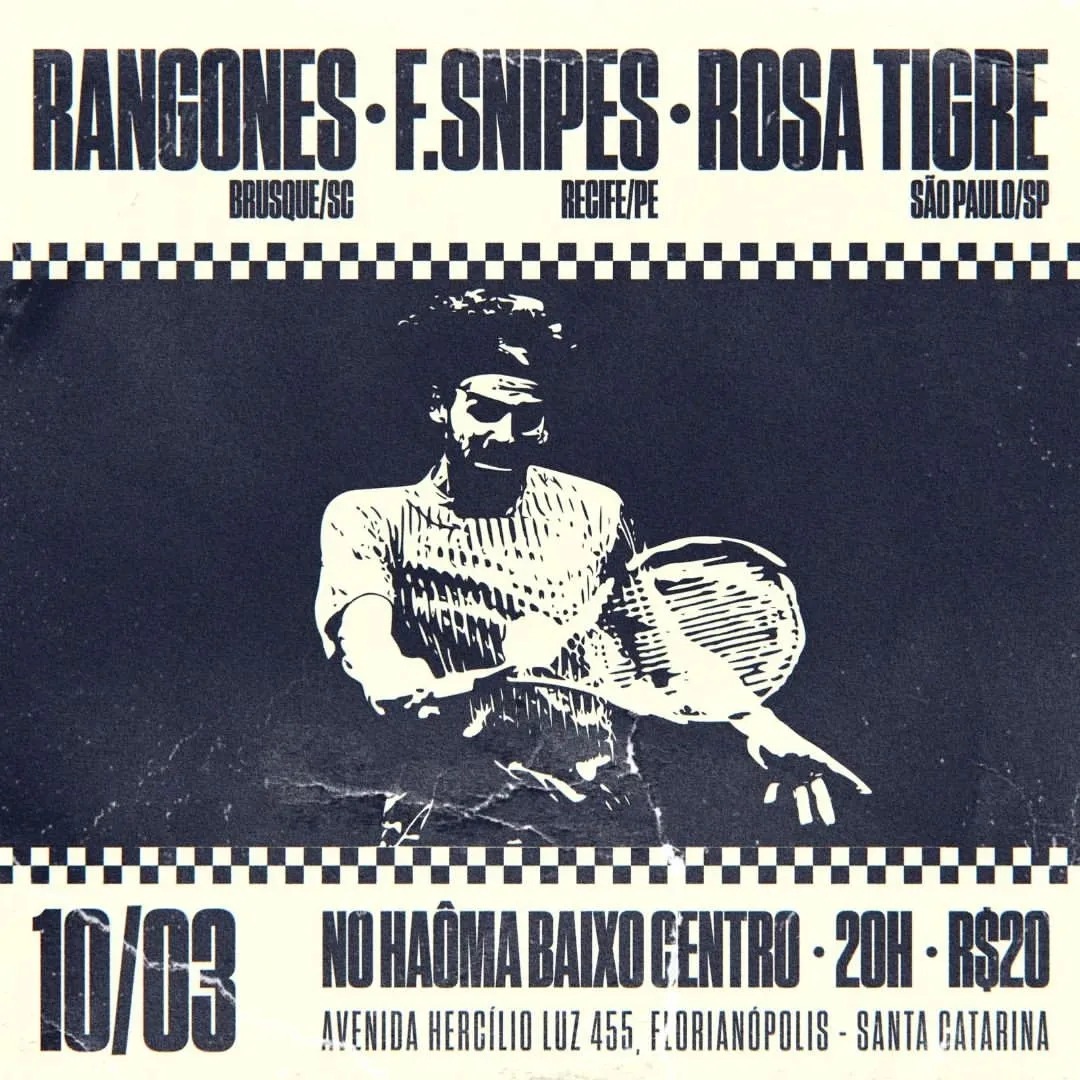 RANGONES • F.SNIPES • ROSA TIGRE
BRUSQUE/SC RECIFE/PE SÃO PAULO/SP
10/03
NO HAÔMA BAIXO CENTRO • 20H • R$20
AVENIDA HERCÍLIO LUZ 455, FLORIANÓPOLIS - SANTA CATARINA